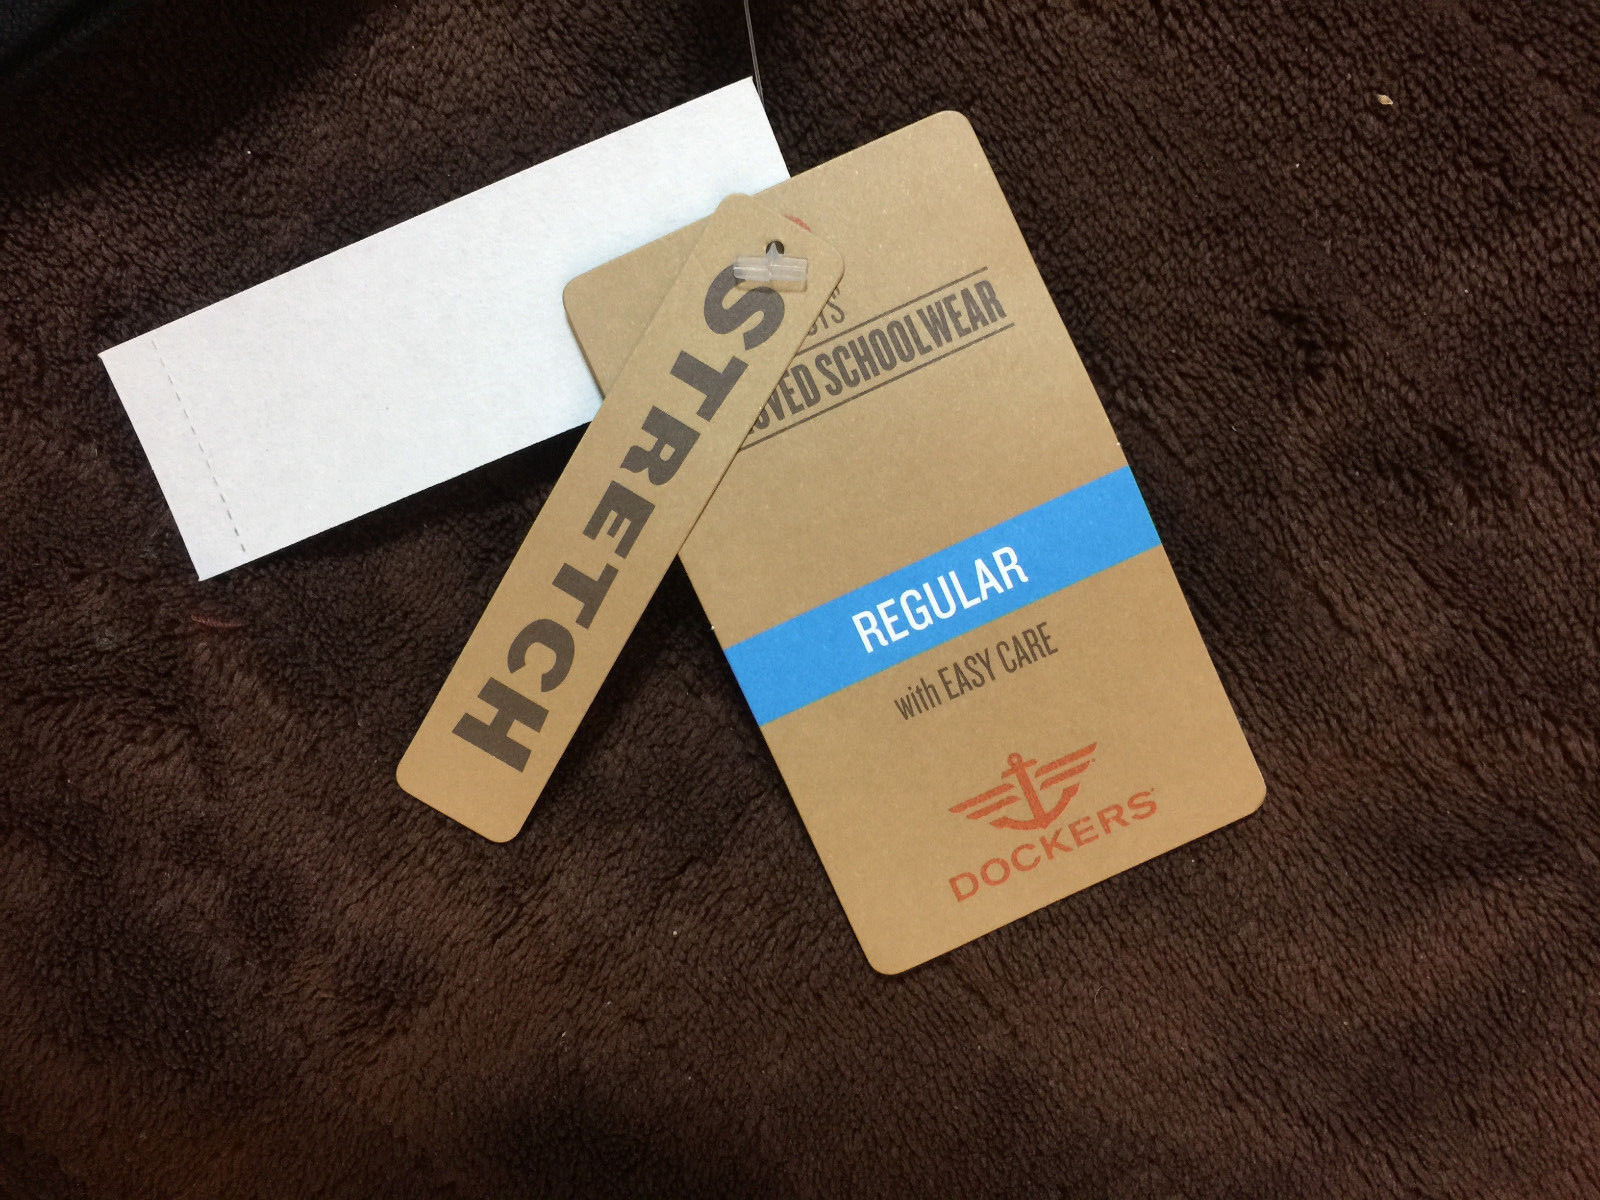 STRETCH
SCHOOLWEAR
REGULAR
with EASY CARE
DOCKERS